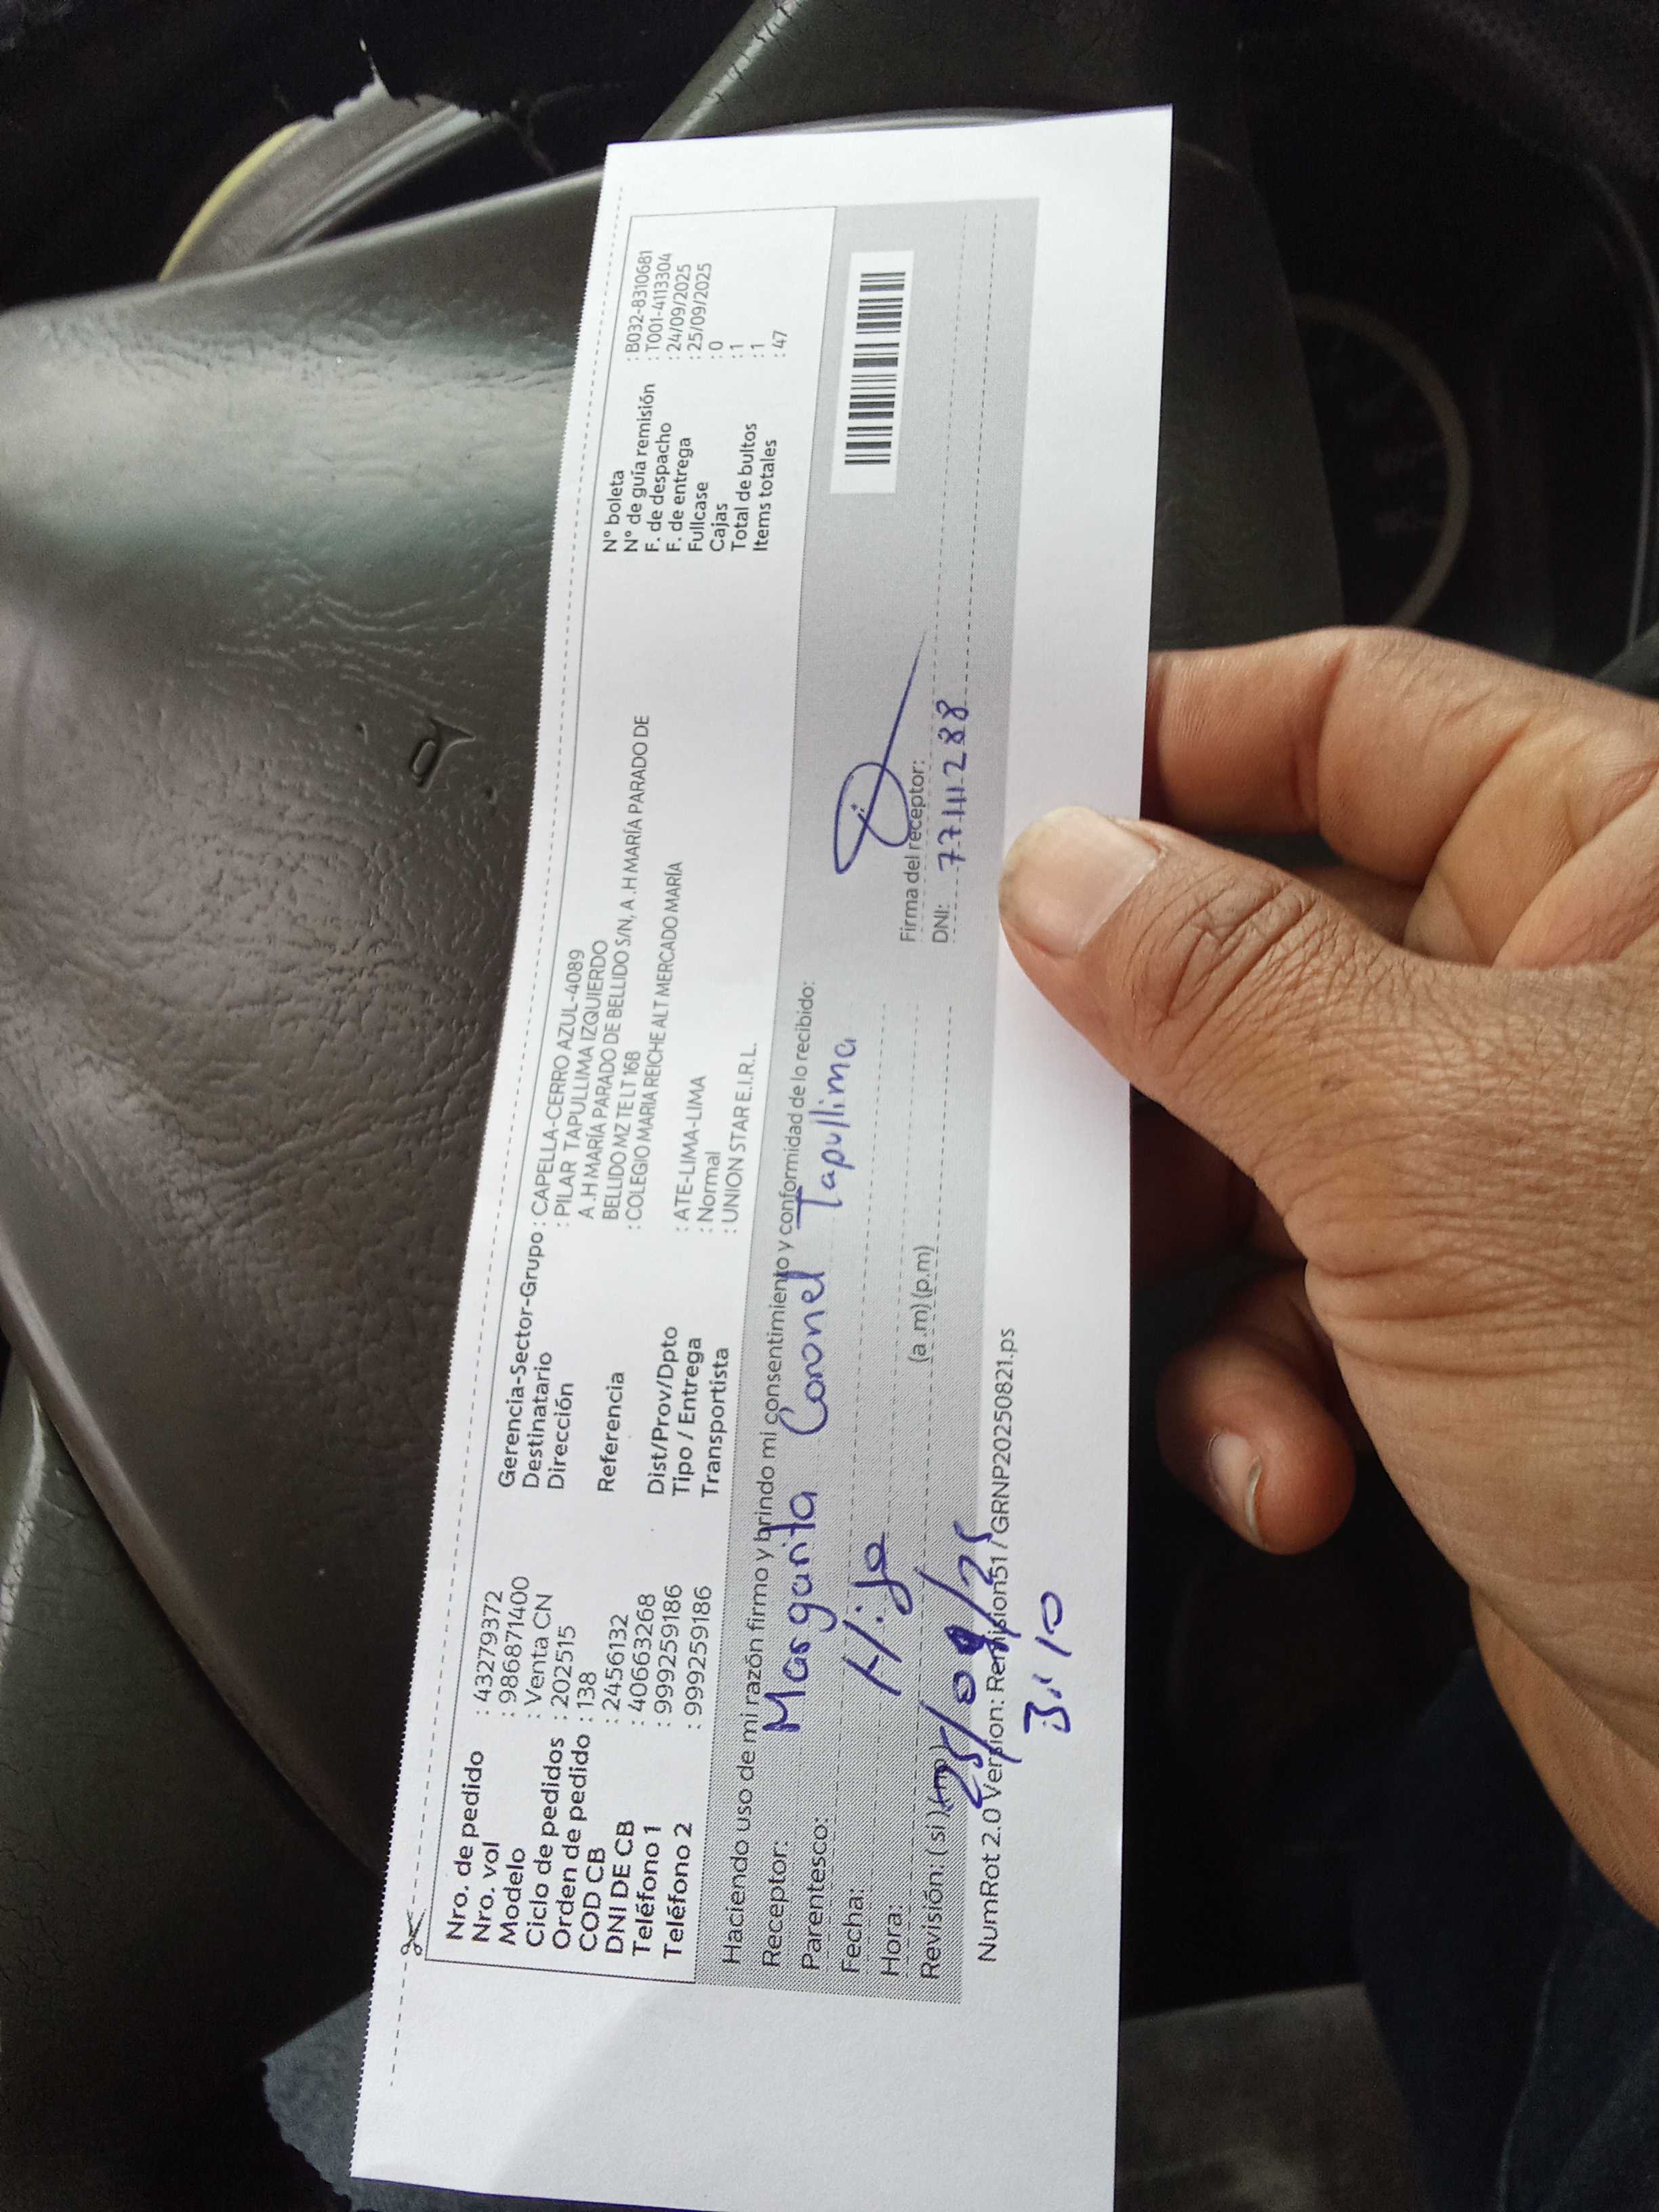 Nro. de pedido : 43279372
Nro. val : 986871400
Modelo : Venta CN
Ciclo de pedidos : 202515
Orden de pedido : 138
COD CB : 2456132
DNI DE CB : 40663268
Teléfono 1 : 999259186
Teléfono 2 : 999259186
Gerencia-Sector-Grupo : CAPELLA-CERRO AZUL-4089
Destinatario : PILAR TAPULLIMA IZQUIERDO
Dirección A .H MARÍA PARADO DE BELLIDO
BELLIDO MZ TE LT 16B S/N, A .H MARÍA PARADO DE
Referencia : COLEGIO MARIA REICHE ALT MERCADO MARÍA
Dist/Prov/Dpto : ATE-LIMA-LIMA
Tipo / Entrega : Normal
Transportista : UNION STAR E.I.R.L.
N° boleta : B032-8310681
N° de guía remisión : T001-4113304
F. de despacho : 24/09/2025
F. de entrega : 25/09/2025
Fullcase : 0
Cajas : 1
Total de bultos : 1
Items totales : 47
Haciendo uso de mi razón firmo y brindo mi consentimiento y conformidad de lo recibido:
Receptor: Margarita Coronel Tapullima
Parentesco: Hija
Fecha: 25/09/25
Hora: (a.m) (p.m) 3:10
Revisión: ( si ) (no)
Firma del receptor:
DNI:
NumRot 2.0 Version: Remision51 / GRNP20250821.ps